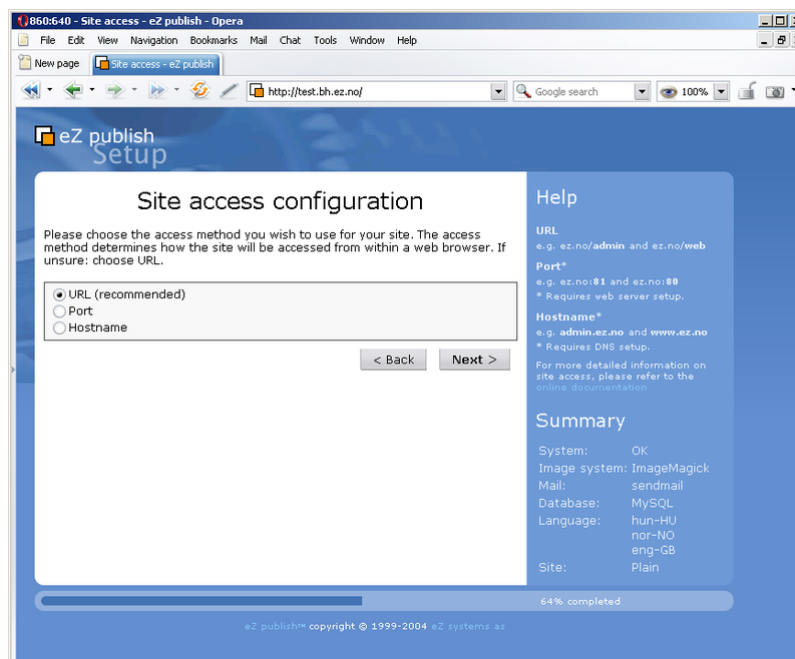 860:640 - Site access - eZ publish - Opera
File Edit View Navigation Bookmarks Mail Chat Tools Window Help
New page Site access - eZ publish
http://test.bh.ez.no/ Google search 100%
eZ publish
Setup
Site access configuration
Please choose the access method you wish to use for your site. The access
method determines how the site will be accessed from within a web browser. If
unsure: choose URL.
URL (recommended)
Port
Hostname
< Back Next >
Help
URL
e.g. ez.no/admin and ez.no/web
Port*
e.g. ez.no:81 and ez.no:80
* Requires web server setup.
Hostname*
e.g. admin.ez.no and www.ez.no
* Requires DNS setup.
For more detailed information on
site access, please refer to the
online documentation
Summary
System: OK
Image system: ImageMagick
Mail: sendmail
Database: MySQL
Language: hun-HU
nor-NO
eng-GB
Site: Plain
64% completed
eZ publish™ copyright © 1999-2004 eZ systems as